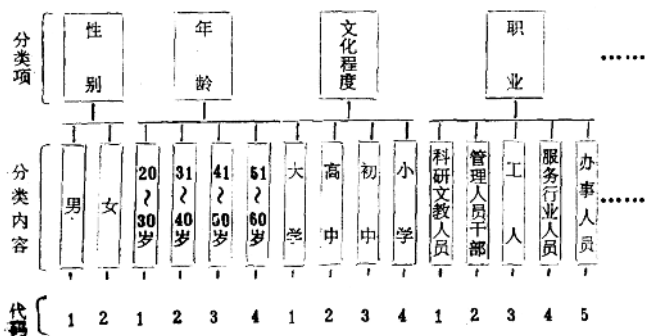 分类项
性别
年龄
文化程度
职业
……
分类内容
男
女
20～30岁
31～40岁
41～50岁
51～60岁
大学
高中
初中
小学
科研文教人员
管理人员干部
工人
服务行业人员
办事人员
……
代码
1 2 1 2 3 4 1 2 3 4 1 2 3 4 5